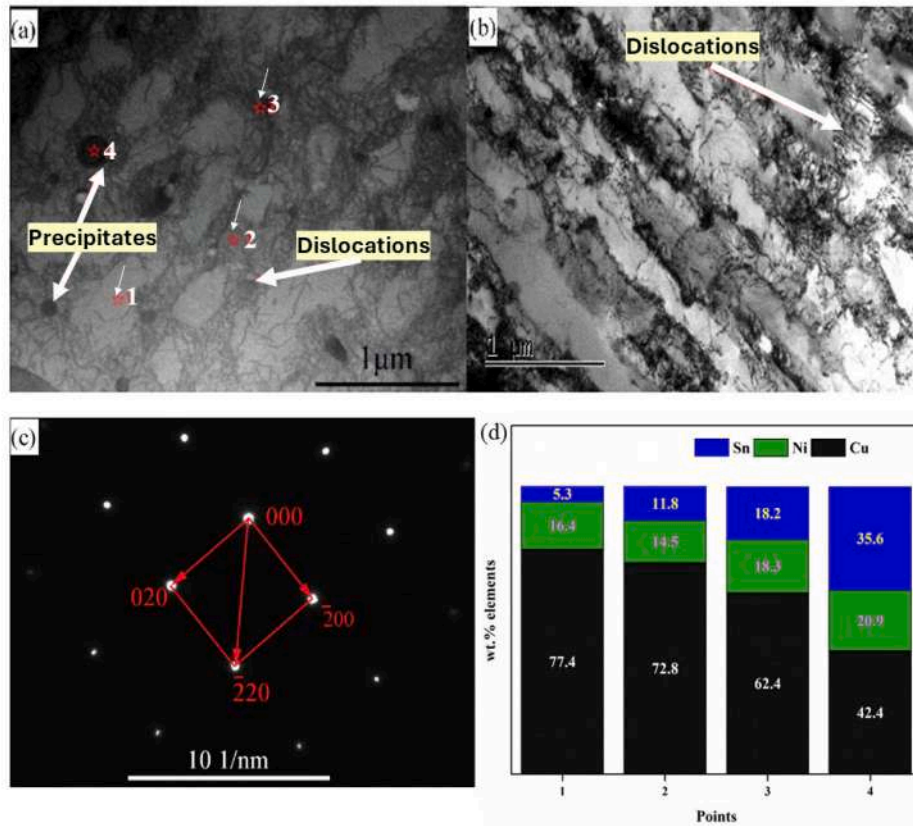 (a)
3
4
Precipitates
2
Dislocations
1
1μm
(b)
Dislocations
1 μm
(c)
000
020
200
220
10 1/nm
(d)
Sn Ni Cu
5.3
11.8
18.2
35.6
16.4
14.5
18.3
20.9
77.4
72.8
62.4
42.4
wt.% elements
1 2 3 4
Points